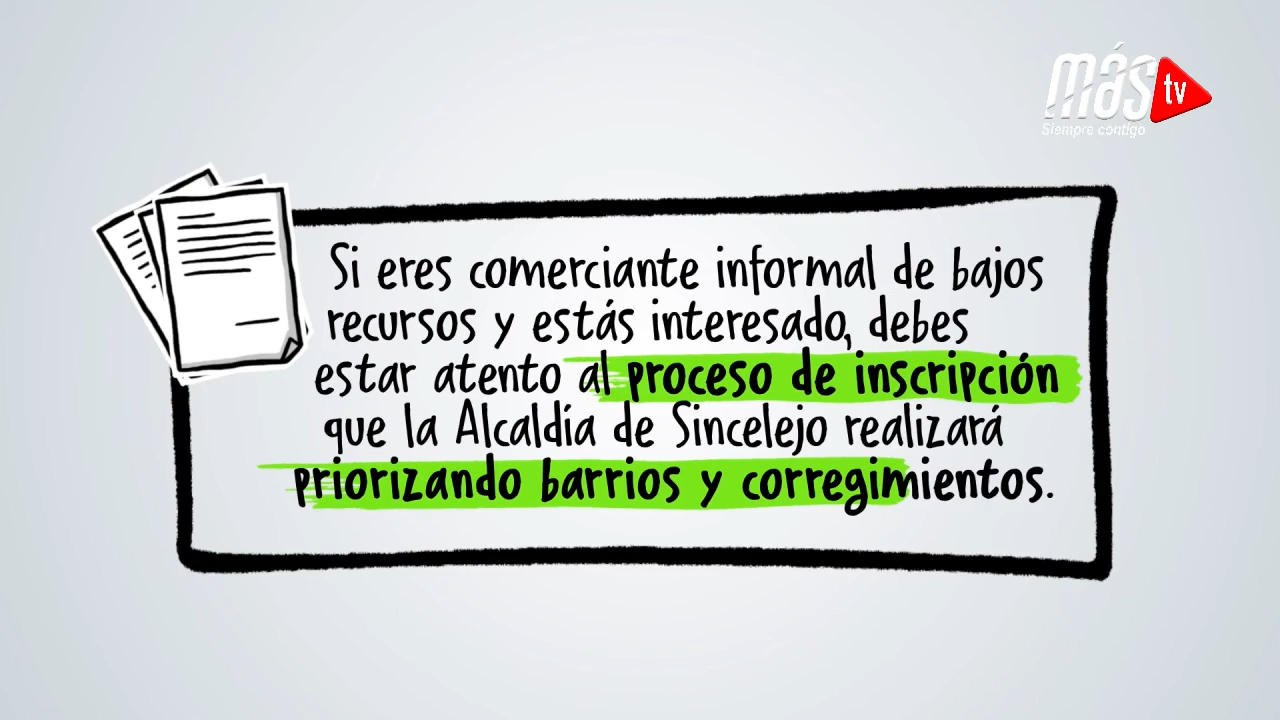 más tv
Siempre contigo
Si eres comerciante informal de bajos
recursos y estás interesado, debes
estar atento al proceso de inscripción
que la Alcaldía de Sincelejo realizará
priorizando barrios y corregimientos.